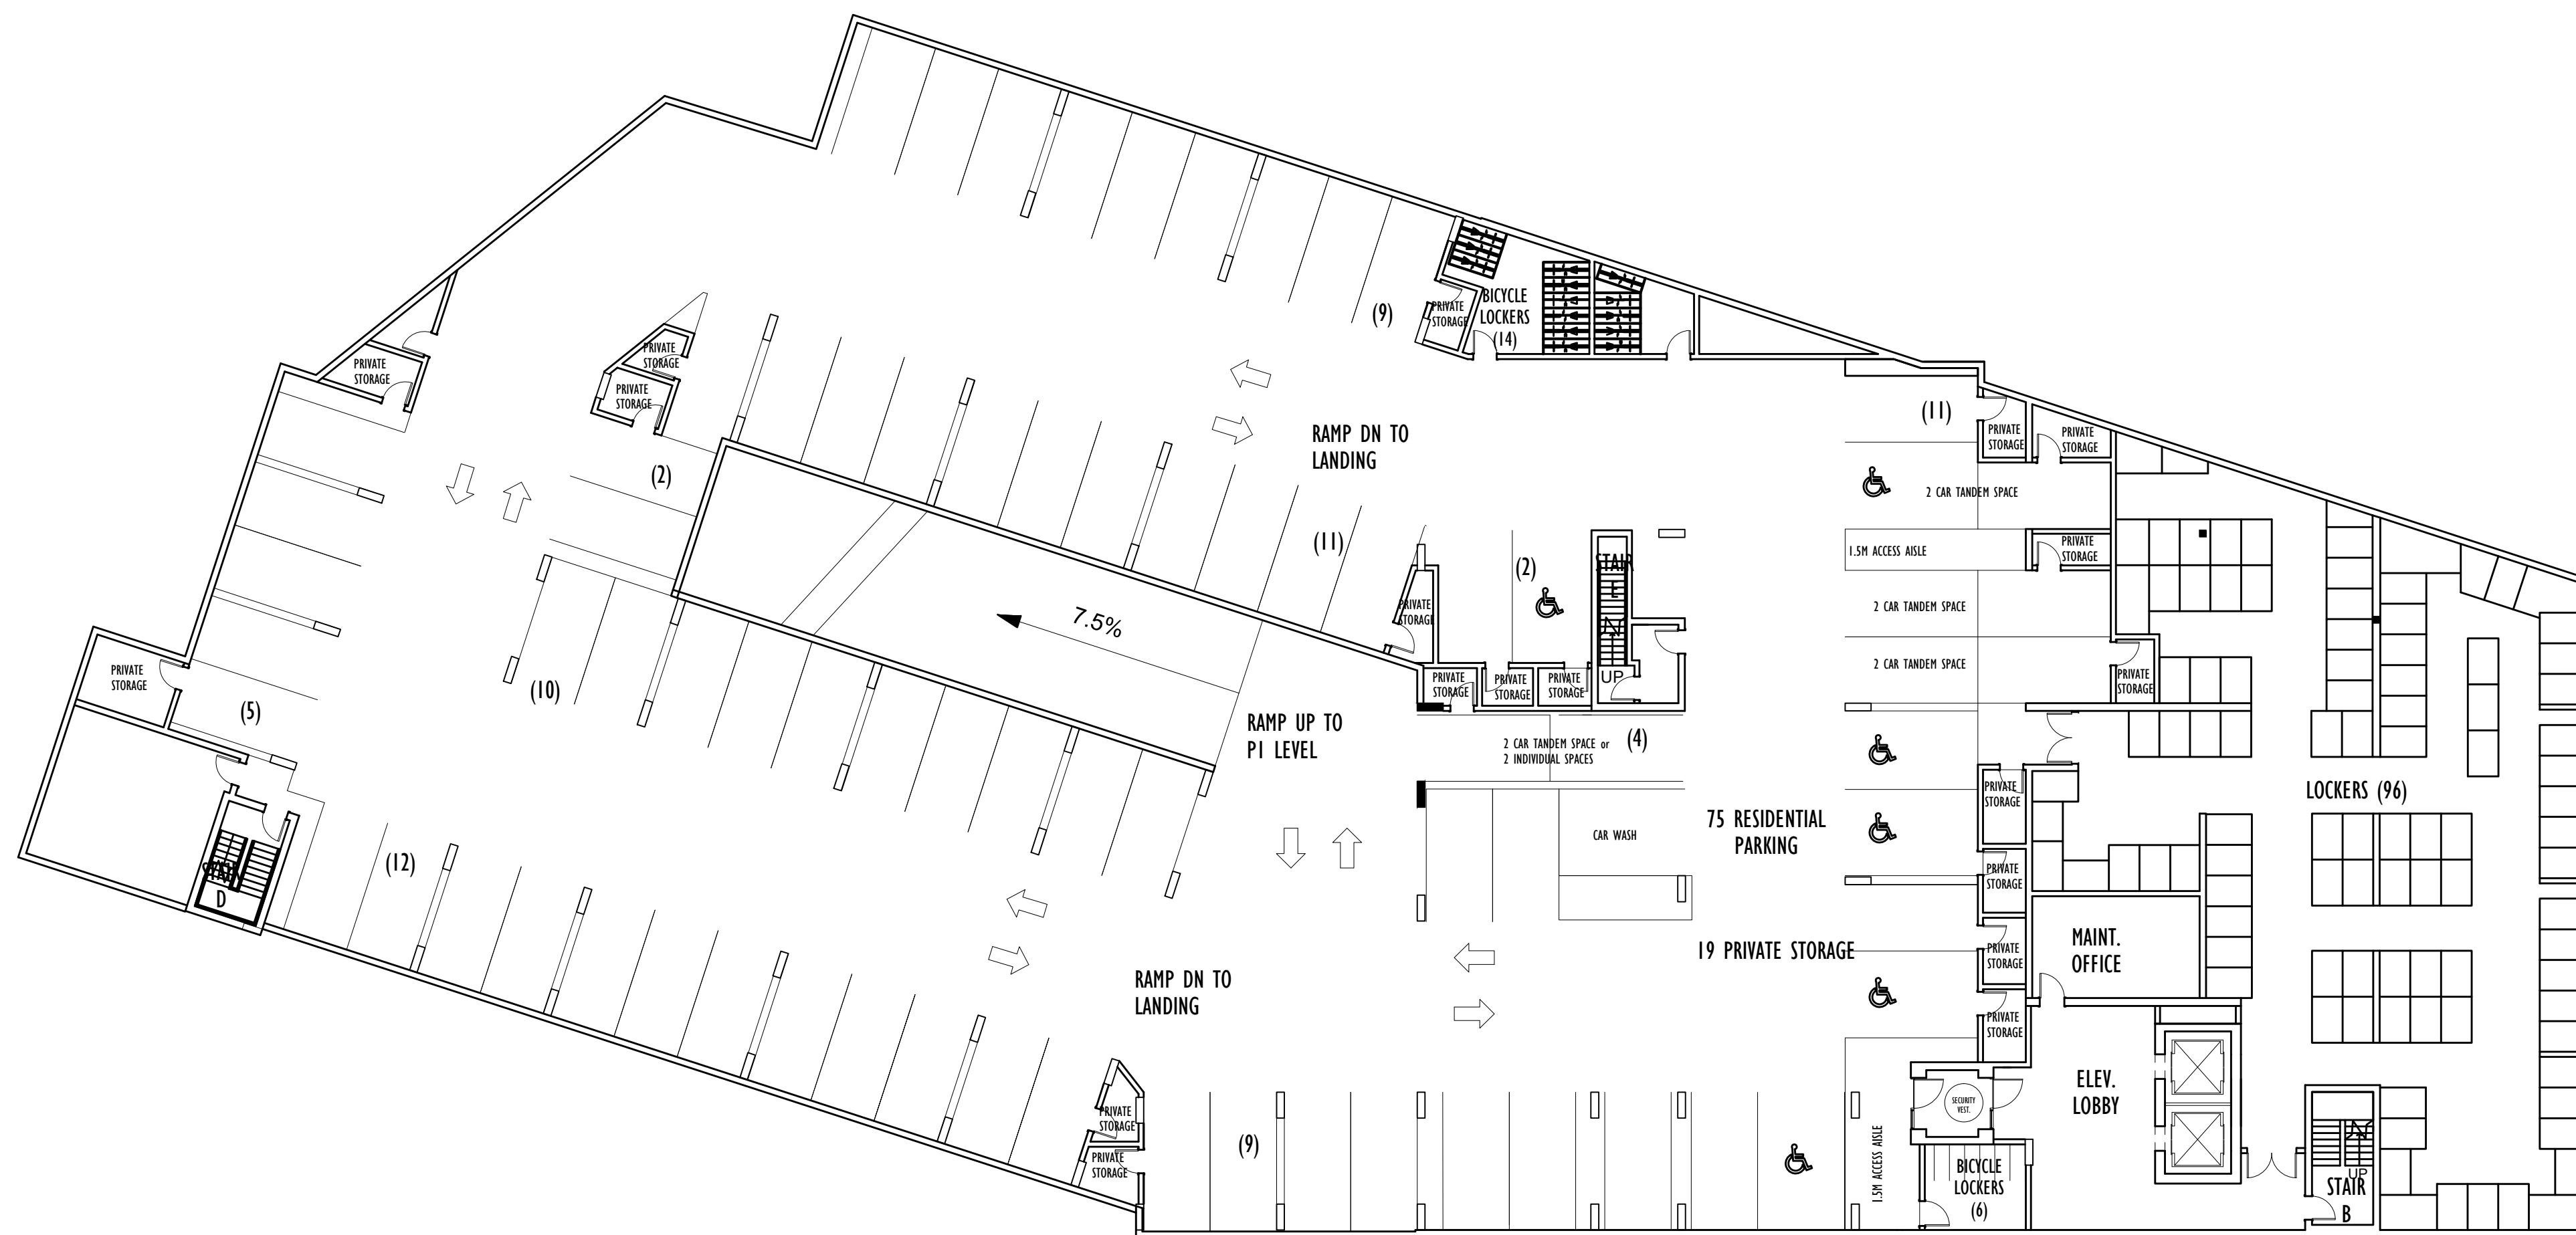 (9)
PRIVATE
STORAGE
BICYCLE
LOCKERS
(14)
PRIVATE
STORAGE
PRIVATE
STORAGE
PRIVATE
STORAGE
(2)
RAMP DN TO
LANDING
(11)
PRIVATE
STORAGE
PRIVATE
STORAGE
2 CAR TANDEM SPACE
1.5M ACCESS AISLE
PRIVATE
STORAGE
(11)
(2)
STAIR
E
UP
7.5%
PRIVATE
STORAGE
2 CAR TANDEM SPACE
2 CAR TANDEM SPACE
PRIVATE
STORAGE
PRIVATE
STORAGE
PRIVATE
STORAGE
PRIVATE
STORAGE
PRIVATE
STORAGE
(5)
(10)
RAMP UP TO
P1 LEVEL
2 CAR TANDEM SPACE or
2 INDIVIDUAL SPACES
(4)
PRIVATE
STORAGE
LOCKERS (96)
75 RESIDENTIAL
PARKING
CAR WASH
(12)
D
PRIVATE
STORAGE
19 PRIVATE STORAGE
PRIVATE
STORAGE
MAINT.
OFFICE
RAMP DN TO
LANDING
PRIVATE
STORAGE
PRIVATE
STORAGE
PRIVATE
STORAGE
(9)
1.5M ACCESS AISLE
SECURITY
VEST.
ELEV.
LOBBY
BICYCLE
LOCKERS
(6)
UP
STAIR
B